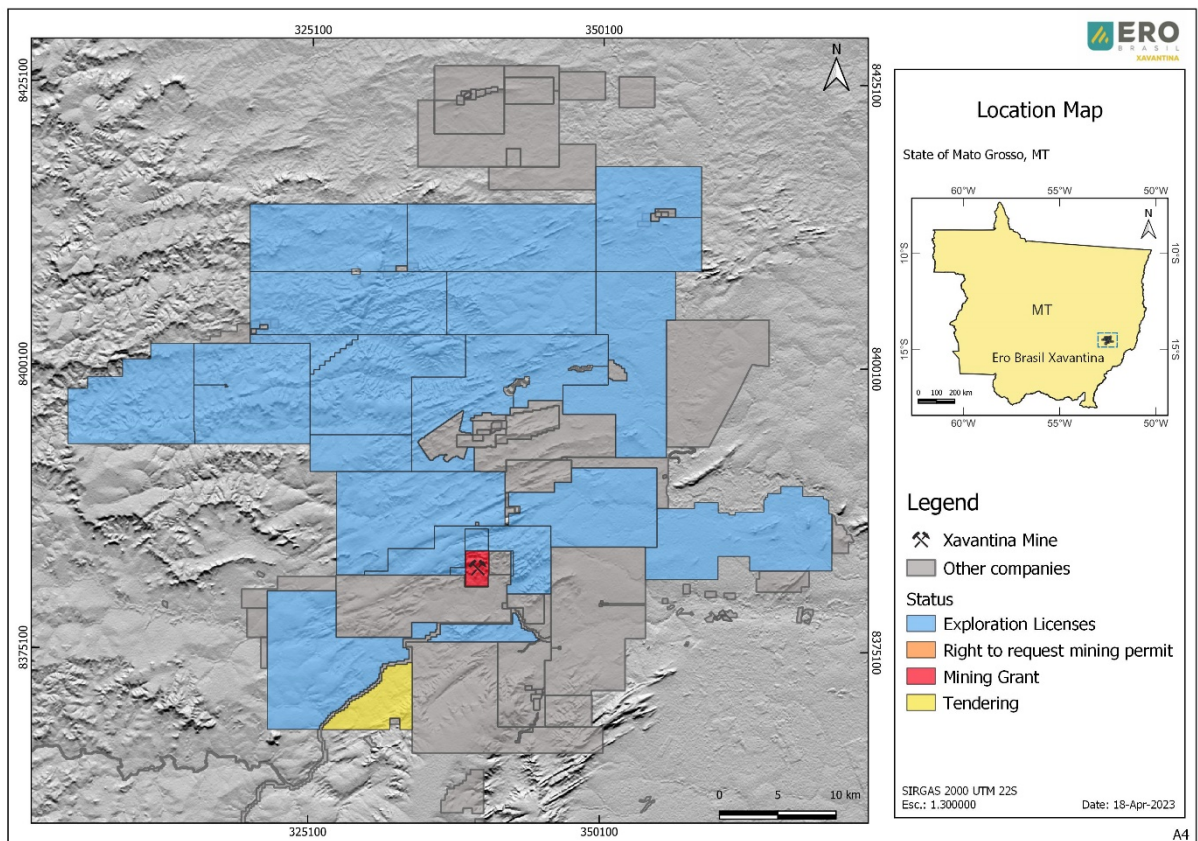 325100
350100
8425100
8425100
N
8400100
8400100
8375100
8375100
0 5 10 km
325100
350100
ERO
BRASIL
XAVANTINA
Location Map
State of Mato Grosso, MT
60°W 55°W 50°W
N
10°S
10°S
MT
15°S
15°S
Ero Brasil Xavantina
0 100 200 km
60°W 55°W 50°W
Legend
Xavantina Mine
Other companies
Status
Exploration Licenses
Right to request mining permit
Mining Grant
Tendering
SIRGAS 2000 UTM 22S
Esc.: 1.300000
Date: 18-Apr-2023
A4